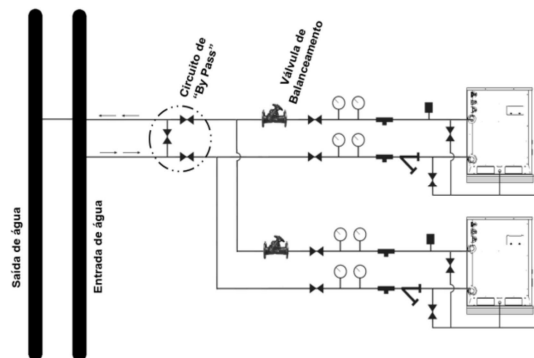 Saída de água
Entrada de água
Circuito de
“By Pass”
Válvula de
Balanceamento